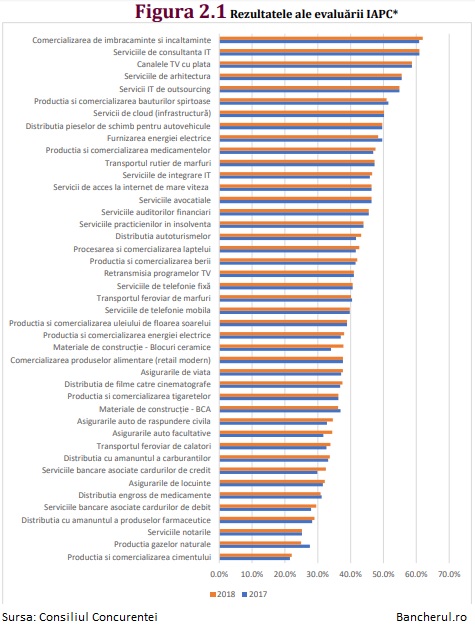 Figura 2.1 Rezultatele ale evaluării IAPC*
Comercializarea de imbracaminte si incaltaminte
Serviciile de consultanta IT
Canalele TV cu plata
Serviciile de arhitectura
Servicii IT de outsourcing
Productia si comercializarea bauturilor spirtoase
Servicii de cloud (infrastructură)
Distributia pieselor de schimb pentru autovehicule
Furnizarea energiei electrice
Productia si comercializarea medicamentelor
Transportul rutier de marfuri
Serviciile de integrare IT
Servicii de acces la internet de mare viteza
Serviciile avocatiale
Serviciile auditorilor financiari
Serviciile practicienilor in insolventa
Distributia autoturismelor
Procesarea si comercializarea laptelui
Productia si comercializarea berii
Retransmisia programelor TV
Serviciile de telefonie fixă
Transportul feroviar de marfuri
Serviciile de telefonie mobila
Productia si comercializarea uleiului de floarea soarelui
Productia si comercializarea energiei electrice
Materiale de construcție - Blocuri ceramice
Comercializarea produselor alimentare (retail modern)
Asigurarile de viata
Distributia de filme catre cinematografe
Productia si comercializarea tigaretelor
Materiale de construcție - BCA
Asigurarile auto de raspundere civila
Asigurarile auto facultative
Transportul feroviar de calatori
Distributia cu amanuntul a carburantilor
Serviciile bancare asociate cardurilor de credit
Asigurarile de locuinte
Distributia engross de medicamente
Serviciile bancare asociate cardurilor de debit
Distributia cu amanuntul a produselor farmaceutice
Serviciile notarile
Productia gazelor naturale
Productia si comercializarea cimentului
0.0% 10.0% 20.0% 30.0% 40.0% 50.0% 60.0% 70.0%
2018 2017
Sursa: Consiliul Concurentei Bancherul.ro